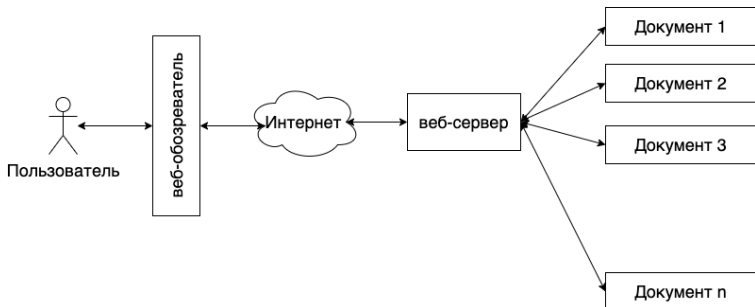 Пользователь
веб-обозреватель
Интернет
веб-сервер
Документ 1
Документ 2
Документ 3
Документ n